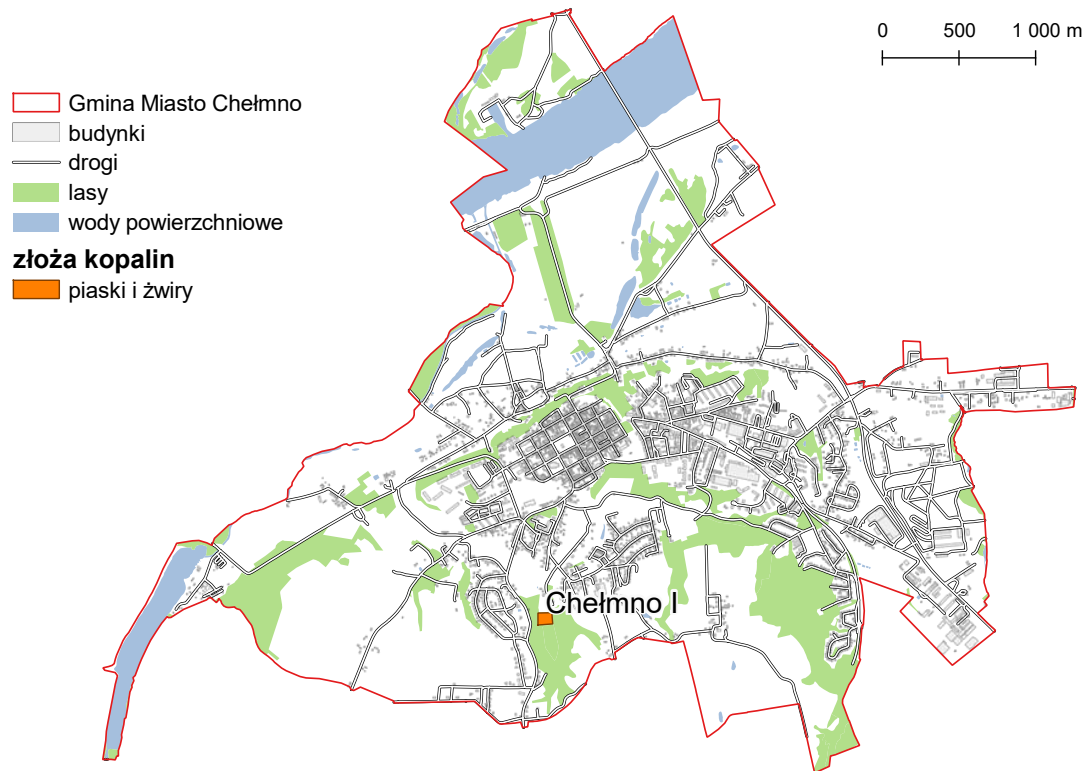 0 500 1 000 m
Gmina Miasto Chełmno
budynki
drogi
lasy
wody powierzchniowe
złoża kopalin
piaski i żwiry
Chełmno I